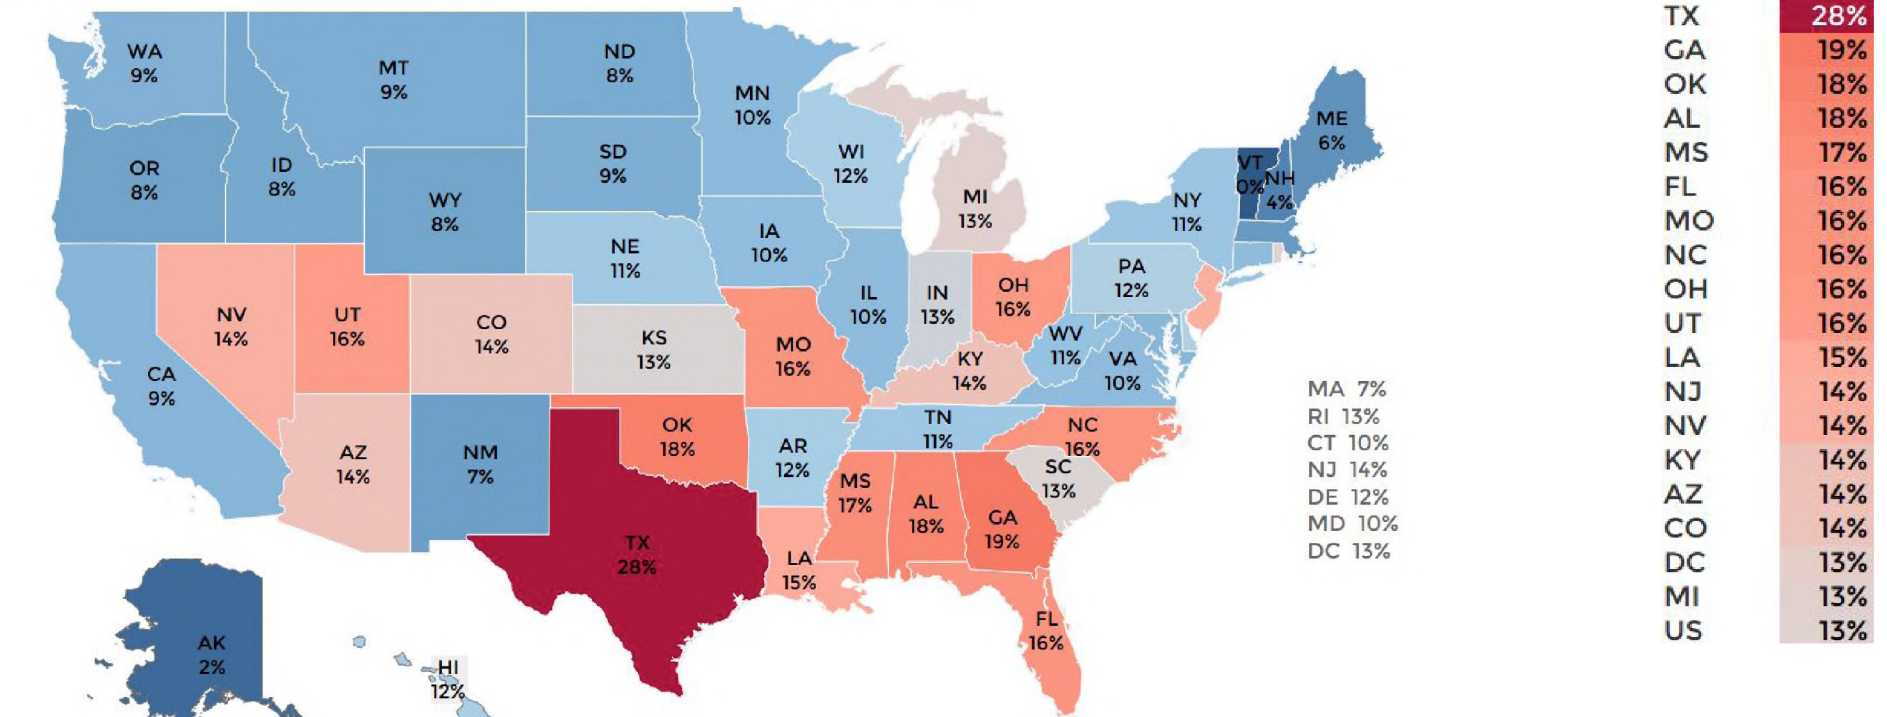 WA
9%
MT
9%
ND
8%
MN
10%
OR
8%
ID
8%
WY
8%
SD
9%
WI
12%
MI
13%
NY
11%
VT
0%
NH
4%
ME
6%
NE
11%
IA
10%
IL
10%
IN
13%
OH
16%
PA
12%
NV
14%
UT
16%
CO
14%
KS
13%
MO
16%
KY
14%
WV
11%
VA
10%
CA
9%
AZ
14%
NM
7%
OK
18%
AR
12%
TN
11%
NC
16%
SC
13%
TX
28%
LA
15%
MS
17%
AL
18%
GA
19%
FL
16%
AK
2%
HI
12%
MA 7%
RI 13%
CT 10%
NJ 14%
DE 12%
MD 10%
DC 13%
TX 28%
GA 19%
OK 18%
AL 18%
MS 17%
FL 16%
MO 16%
NC 16%
OH 16%
UT 16%
LA 15%
NJ 14%
NV 14%
KY 14%
AZ 14%
CO 14%
DC 13%
MI 13%
US 13%